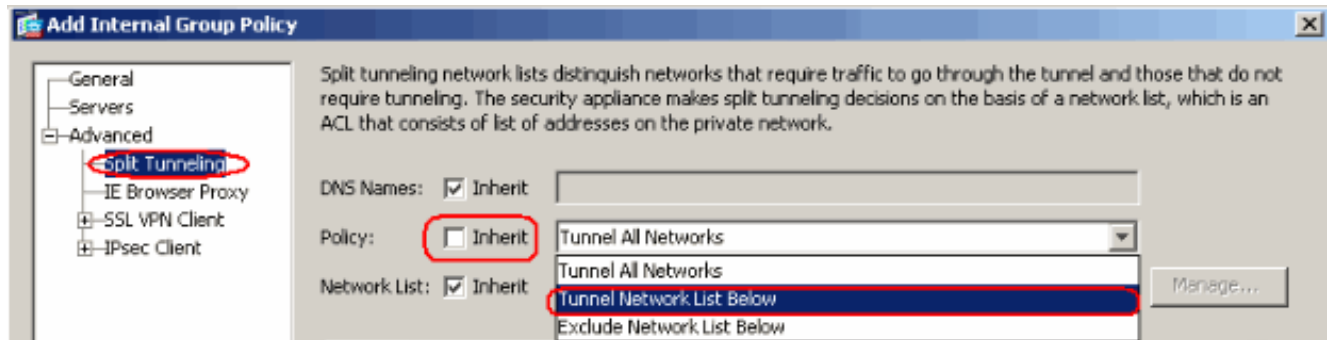 Add Internal Group Policy
General
Servers
Advanced
Split Tunneling
IE Browser Proxy
SSL VPN Client
IPsec Client
Split tunneling network lists distinguish networks that require traffic to go through the tunnel and those that do not
require tunneling. The security appliance makes split tunneling decisions on the basis of a network list, which is an
ACL that consists of list of addresses on the private network.
DNS Names: Inherit
Policy: Inherit Tunnel All Networks
Tunnel All Networks
Network List: Inherit Tunnel Network List Below Manage...
Exclude Network List Below